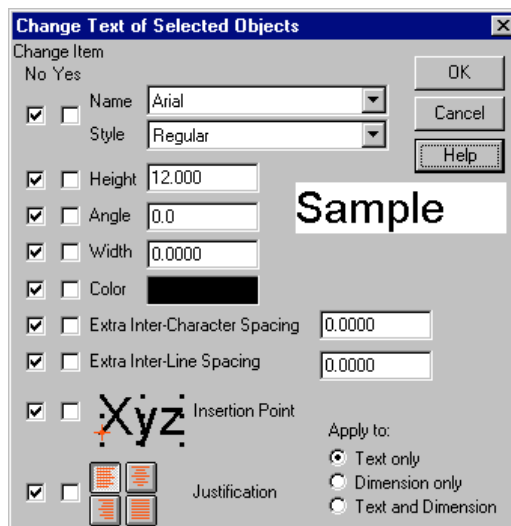 Change Text of Selected Objects
Change Item
No Yes
OK
Name Arial
Cancel
Style Regular
Help
Height 12.000
Sample
Angle 0.0
Width 0.0000
Color
Extra Inter-Character Spacing 0.0000
Extra Inter-Line Spacing 0.0000
Xyz Insertion Point
Apply to:
Text only
Dimension only
Justification
Text and Dimension